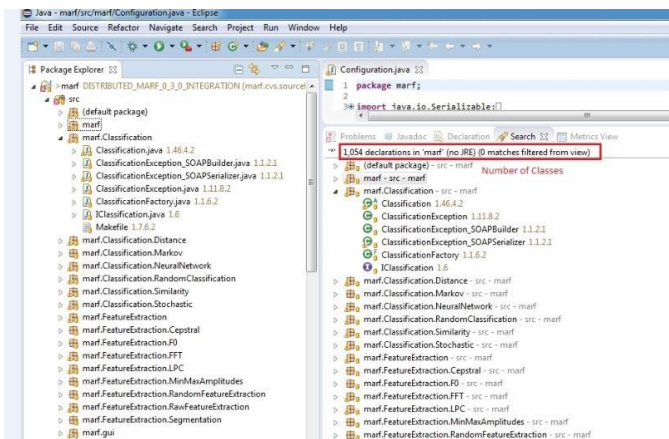 Java - marf/src/marf/Configuration.java - Eclipse
File Edit Source Refactor Navigate Search Project Run Window Help
Package Explorer
>marf DISTRIBUTED_MARF_0_3_0_INTEGRATION [marf.cvs.sourcef
src
(default package)
marf
marf.Classification
Classification.java 1.46.4.2
ClassificationException_SOAPBuilder.java 1.1.2.1
ClassificationException_SOAPSerializer.java 1.1.2.1
ClassificationException.java 1.11.8.2
ClassificationFactory.java 1.1.6.2
IClassification.java 1.6
Makefile 1.7.6.2
marf.Classification.Distance
marf.Classification.Markov
marf.Classification.NeuralNetwork
marf.Classification.RandomClassification
marf.Classification.Similarity
marf.Classification.Stochastic
marf.FeatureExtraction
marf.FeatureExtraction.Cepstral
marf.FeatureExtraction.F0
marf.FeatureExtraction.FFT
marf.FeatureExtraction.LPC
marf.FeatureExtraction.MinMaxAmplitudes
marf.FeatureExtraction.RandomFeatureExtraction
marf.FeatureExtraction.RawFeatureExtraction
marf.FeatureExtraction.Segmentation
marf.gui
Configuration.java
1 package marf;
2
3 import java.io.Serializable;
Problems Javadoc Declaration Search Metrics View
1,054 declarations in 'marf' (no JRE) (0 matches filtered from view)
Number of Classes
(default package) - src - marf
marf - src - marf
marf.Classification - src - marf
Classification 1.46.4.2
ClassificationException 1.11.8.2
ClassificationException_SOAPBuilder 1.1.2.1
ClassificationException_SOAPSerializer 1.1.2.1
ClassificationFactory 1.1.6.2
IClassification 1.6
marf.Classification.Distance - src - marf
marf.Classification.Markov - src - marf
marf.Classification.NeuralNetwork - src - marf
marf.Classification.RandomClassification - src - marf
marf.Classification.Similarity - src - marf
marf.Classification.Stochastic - src - marf
marf.FeatureExtraction - src - marf
marf.FeatureExtraction.Cepstral - src - marf
marf.FeatureExtraction.F0 - src - marf
marf.FeatureExtraction.FFT - src - marf
marf.FeatureExtraction.LPC - src - marf
marf.FeatureExtraction.MinMaxAmplitudes - src - marf
marf.FeatureExtraction.RandomFeatureExtraction - src - marf